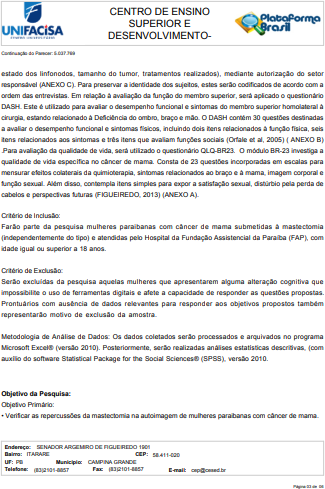 UNIFACISA
CENTRO DE ENSINO
SUPERIOR E
DESENVOLVIMENTO-
Plataforma
Brasil
Continuação do Parecer: 5.037.769
estado dos linfonodos, tamanho do tumor, tratamentos realizados), mediante autorização do setor
responsável (ANEXO C). Para preservar a identidade dos sujeitos, estes serão codificados de acordo com a
ordem das entrevistas. Em relação à avaliação da função do membro superior, será aplicado o questionário
DASH. Este é utilizado para avaliar o desempenho funcional e sintomas do membro superior homolateral à
cirurgia, estando relacionado à Deficiência do ombro, braço e mão. O DASH contém 30 questões destinadas
a avaliar o desempenho funcional e sintomas físicos, incluindo dois itens relacionados à função física, seis
itens relacionados aos sintomas e três itens que avaliam funções sociais (Orfale et al, 2005) ( ANEXO B)
.Para avaliação da qualidade de vida, será utilizado o questionário QLQ-BR23. O módulo BR-23 investiga a
qualidade de vida específica no câncer de mama. Consta de 23 questões incorporadas em escalas para
mensurar efeitos colaterais da quimioterapia, sintomas relacionados ao braço e à mama, imagem corporal e
função sexual. Além disso, contempla itens simples para expor a satisfação sexual, distúrbio pela perda de
cabelos e perspectivas futuras (FIGUEIREDO, 2013) (ANEXO A).
Critério de Inclusão:
Farão parte da pesquisa mulheres paraibanas com câncer de mama submetidas à mastectomia
(independentemente do tipo) e atendidas pelo Hospital da Fundação Assistencial da Paraíba (FAP), com
idade igual ou superior a 18 anos.
Critério de Exclusão:
Serão excluídas da pesquisa aquelas mulheres que apresentarem alguma alteração cognitiva que
impossibilite o uso de ferramentas digitais e afete a capacidade de responder as questões propostas.
Prontuários com ausência de dados relevantes para responder aos objetivos propostos também
representarão motivo de exclusão da amostra.
Metodologia de Análise de Dados: Os dados coletados serão processados e arquivados no programa
Microsoft Excel® (versão 2010). Posteriormente, serão realizadas análises estatísticas descritivas, (com
auxílio do software Statistical Package for the Social Sciences® (SPSS), versão 2010.
Objetivo da Pesquisa:
Objetivo Primário:
• Verificar as repercussões da mastectomia na autoimagem de mulheres paraibanas com câncer de mama.
Endereço: SENADOR ARGEMIRO DE FIGUEIREDO 1901
Bairro: ITARARE CEP: 58.411-020
UF: PB Município: CAMPINA GRANDE
Telefone: (83)2101-8857 Fax: (83)2101-8857 E-mail: cep@cesed.br
Página 03 de 05